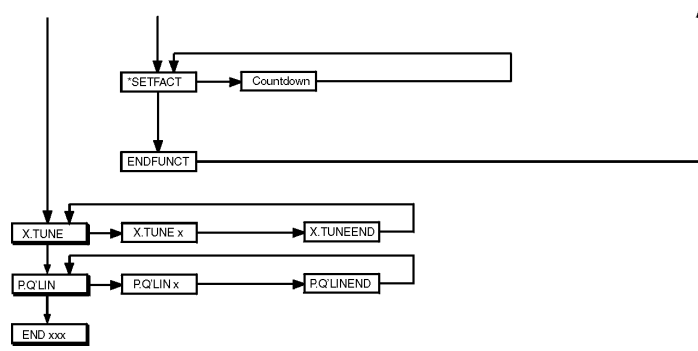 *SETFACT
Countdown
ENDFUNCT
X.TUNE
X.TUNE x
X.TUNEEND
P.Q'LIN
P.Q'LIN x
P.Q'LINEND
END xxx